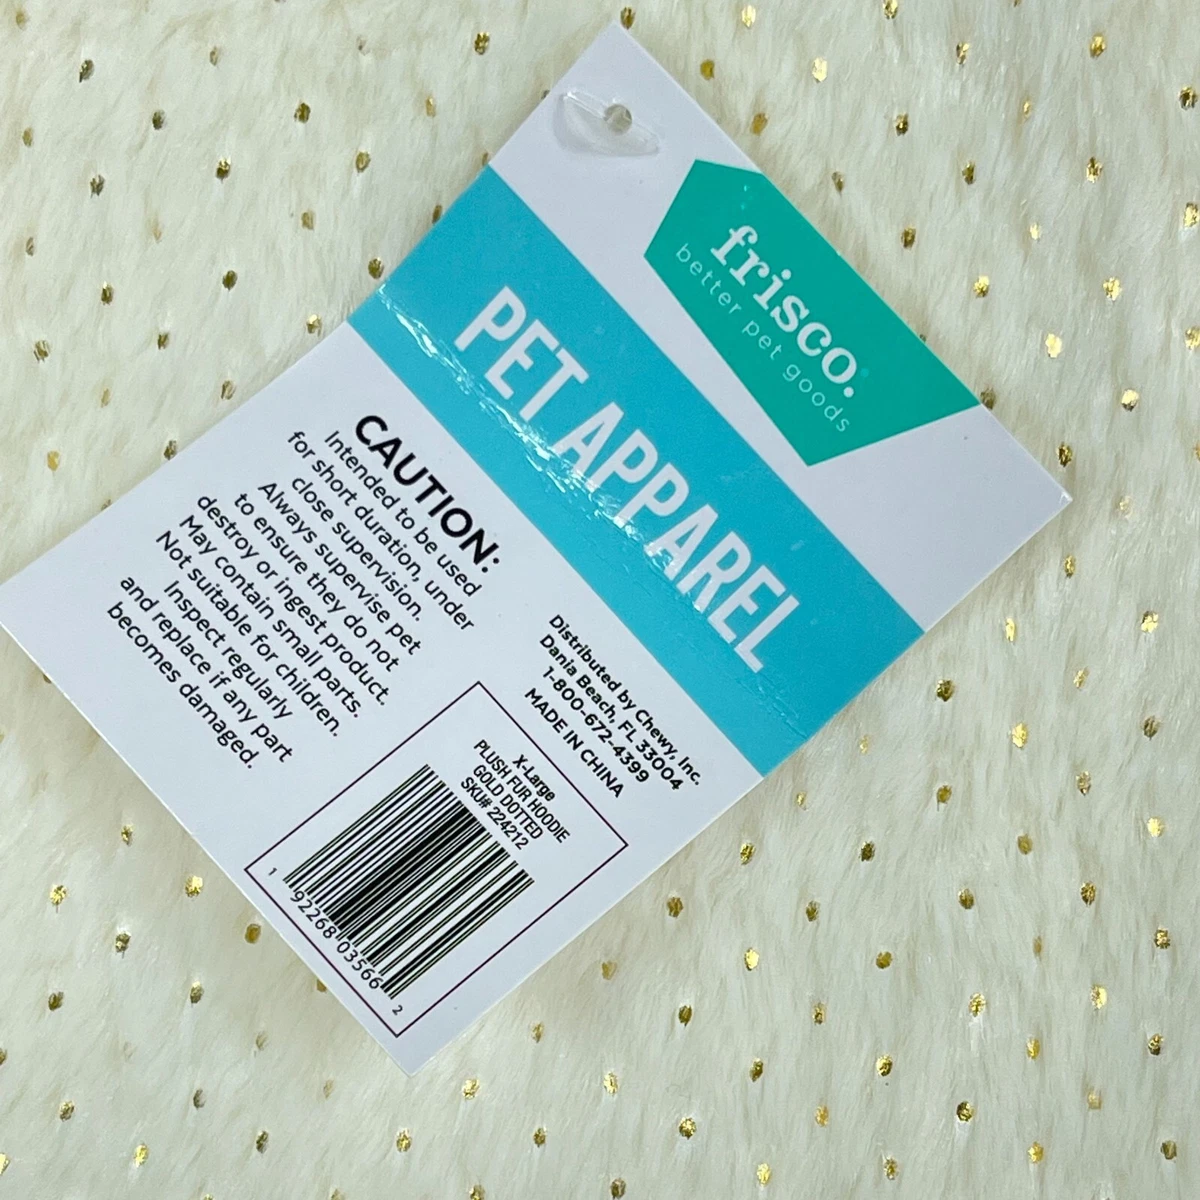 frisco.
better pet goods
PET APPAREL
CAUTION:
Intended to be used
for short duration, under
close supervision.
Always supervise pet
to ensure they do not
destroy or ingest product.
May contain small parts.
Not suitable for children.
Inspect regularly
and replace if any part
becomes damaged.
Distributed by Chewy, Inc.
Dania Beach, FL 33004
1-800-672-4399
MADE IN CHINA
X-Large
PLUSH FUR HOODIE
GOLD DOTTED
SKU# 224212
1 92268 03566 2